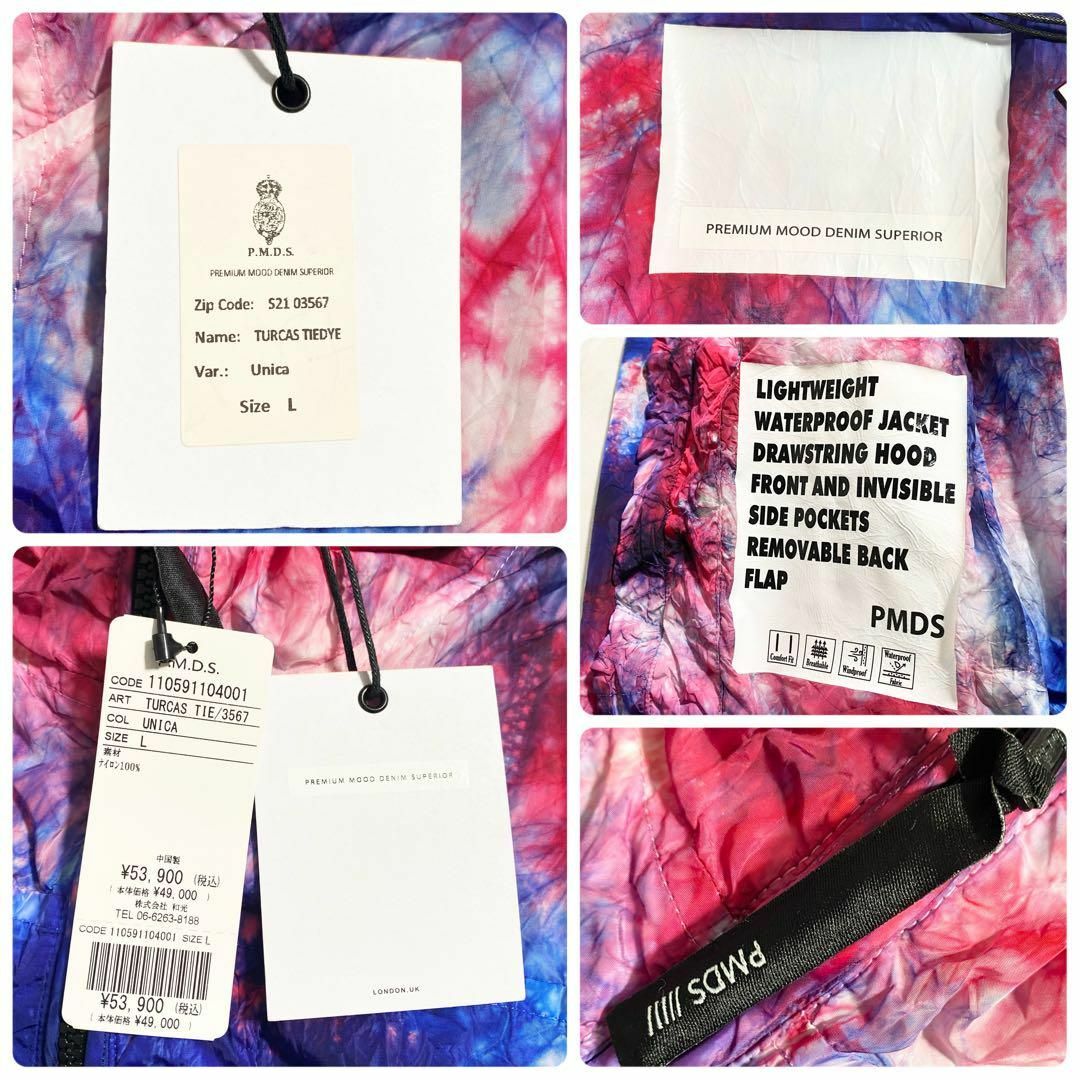 P.M.D.S.
PREMIUM MOOD DENIM SUPERIOR
Zip Code: S21 03567
Name: TURCAS TIEDYE
Var.: Unica
Size L
PREMIUM MOOD DENIM SUPERIOR
LIGHTWEIGHT
WATERPROOF JACKET
DRAWSTRING HOOD
FRONT AND INVISIBLE
SIDE POCKETS
REMOVABLE BACK
FLAP
PMDS
Comfort Fit
Breathable
Windproof
Waterproof
Fabric
P.M.D.S.
CODE 110591104001
ART TURCAS TIE/3567
COL UNICA
SIZE L
素材
ナイロン100%
中国製
¥53,900 (税込)
( 本体価格 ¥49,000 )
株式会社 和光
TEL 06-6263-8188
CODE 110591104001 SIZE L
¥53,900 (税込)
( 本体価格 ¥49,000 )
PREMIUM MOOD DENIM SUPERIOR
LONDON, UK
PMDS /////